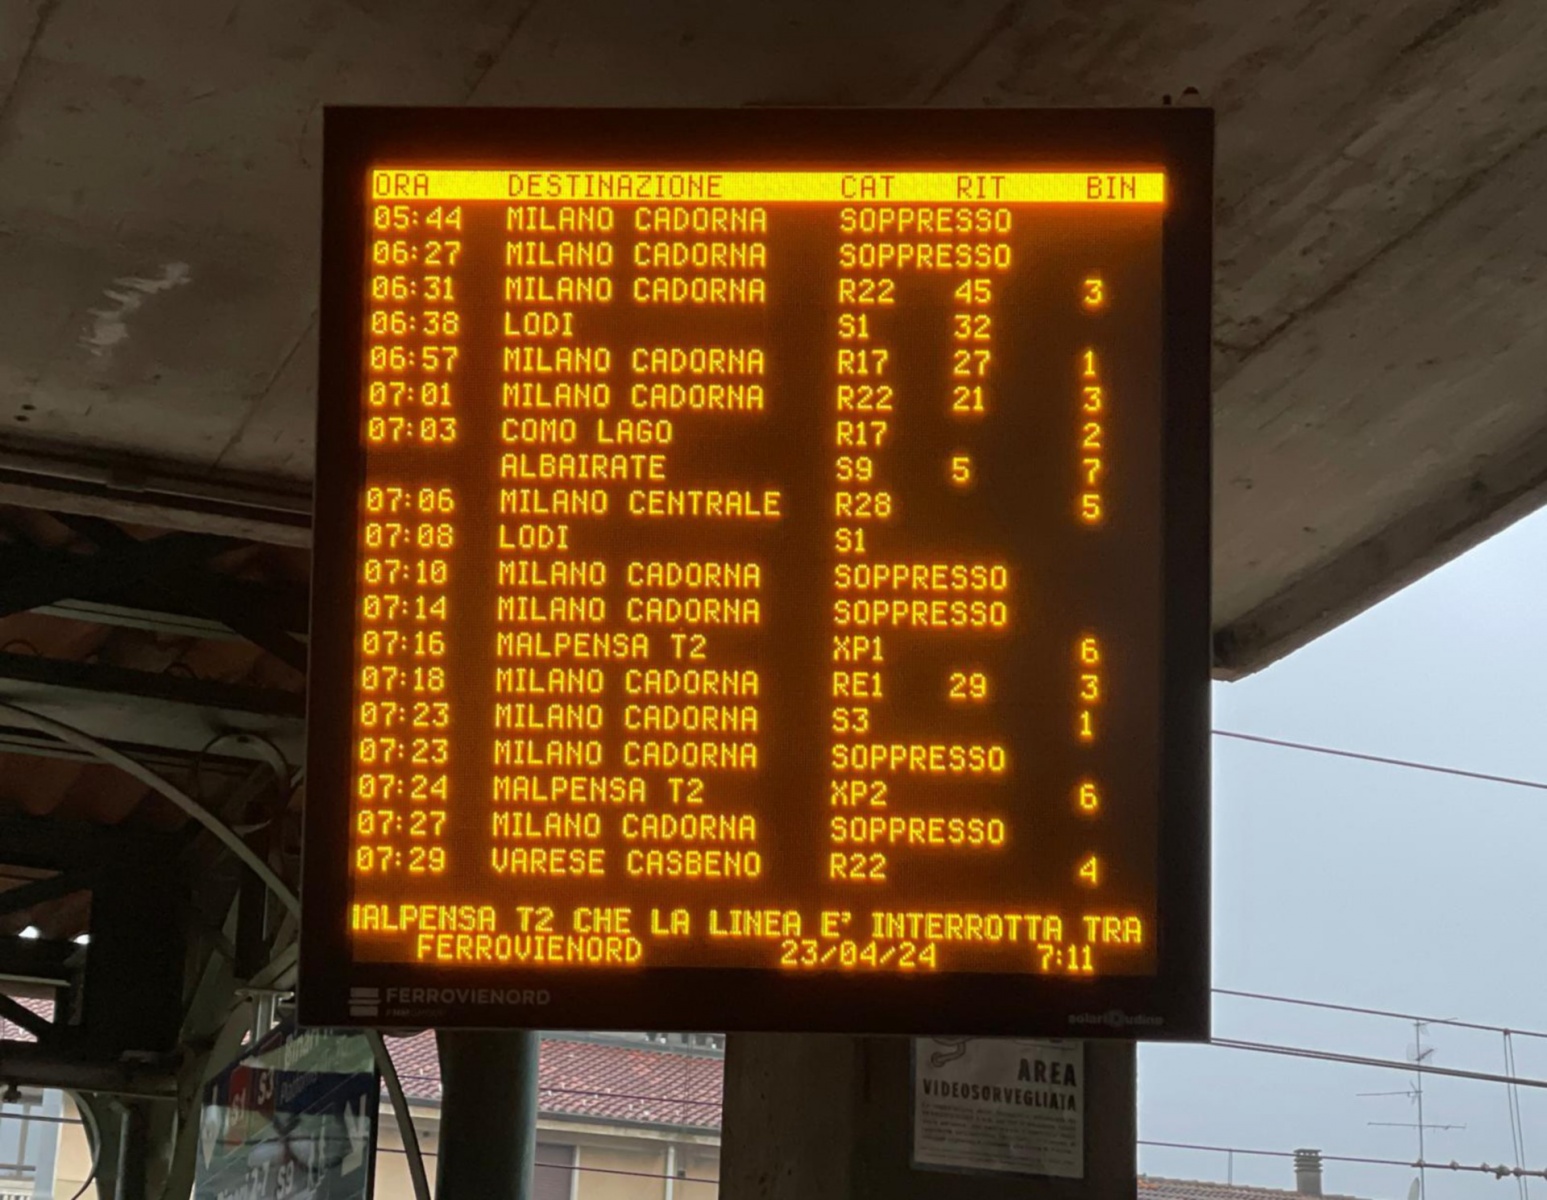 ORA DESTINAZIONE CAT RIT BIN
05:44 MILANO CADORNA SOPPRESSO
06:27 MILANO CADORNA SOPPRESSO
06:31 MILANO CADORNA R22 45 3
06:38 LODI S1 32
06:57 MILANO CADORNA R17 27 1
07:01 MILANO CADORNA R22 21 3
07:03 COMO LAGO R17 2
ALBAIRATE S9 5 7
07:06 MILANO CENTRALE R28 5
07:08 LODI S1
07:10 MILANO CADORNA SOPPRESSO
07:14 MILANO CADORNA SOPPRESSO
07:16 MALPENSA T2 XP1 6
07:18 MILANO CADORNA RE1 29 3
07:23 MILANO CADORNA S3 1
07:23 MILANO CADORNA SOPPRESSO
07:24 MALPENSA T2 XP2 6
07:27 MILANO CADORNA SOPPRESSO
07:29 VARESE CASBENO R22 4
MALPENSA T2 CHE LA LINEA E' INTERROTTA TRA
FERROVIENORD 23/04/24 7:11
FERROVIENORD
solari udine
AREA
VIDEOSORVEGLIATA
S1 S3